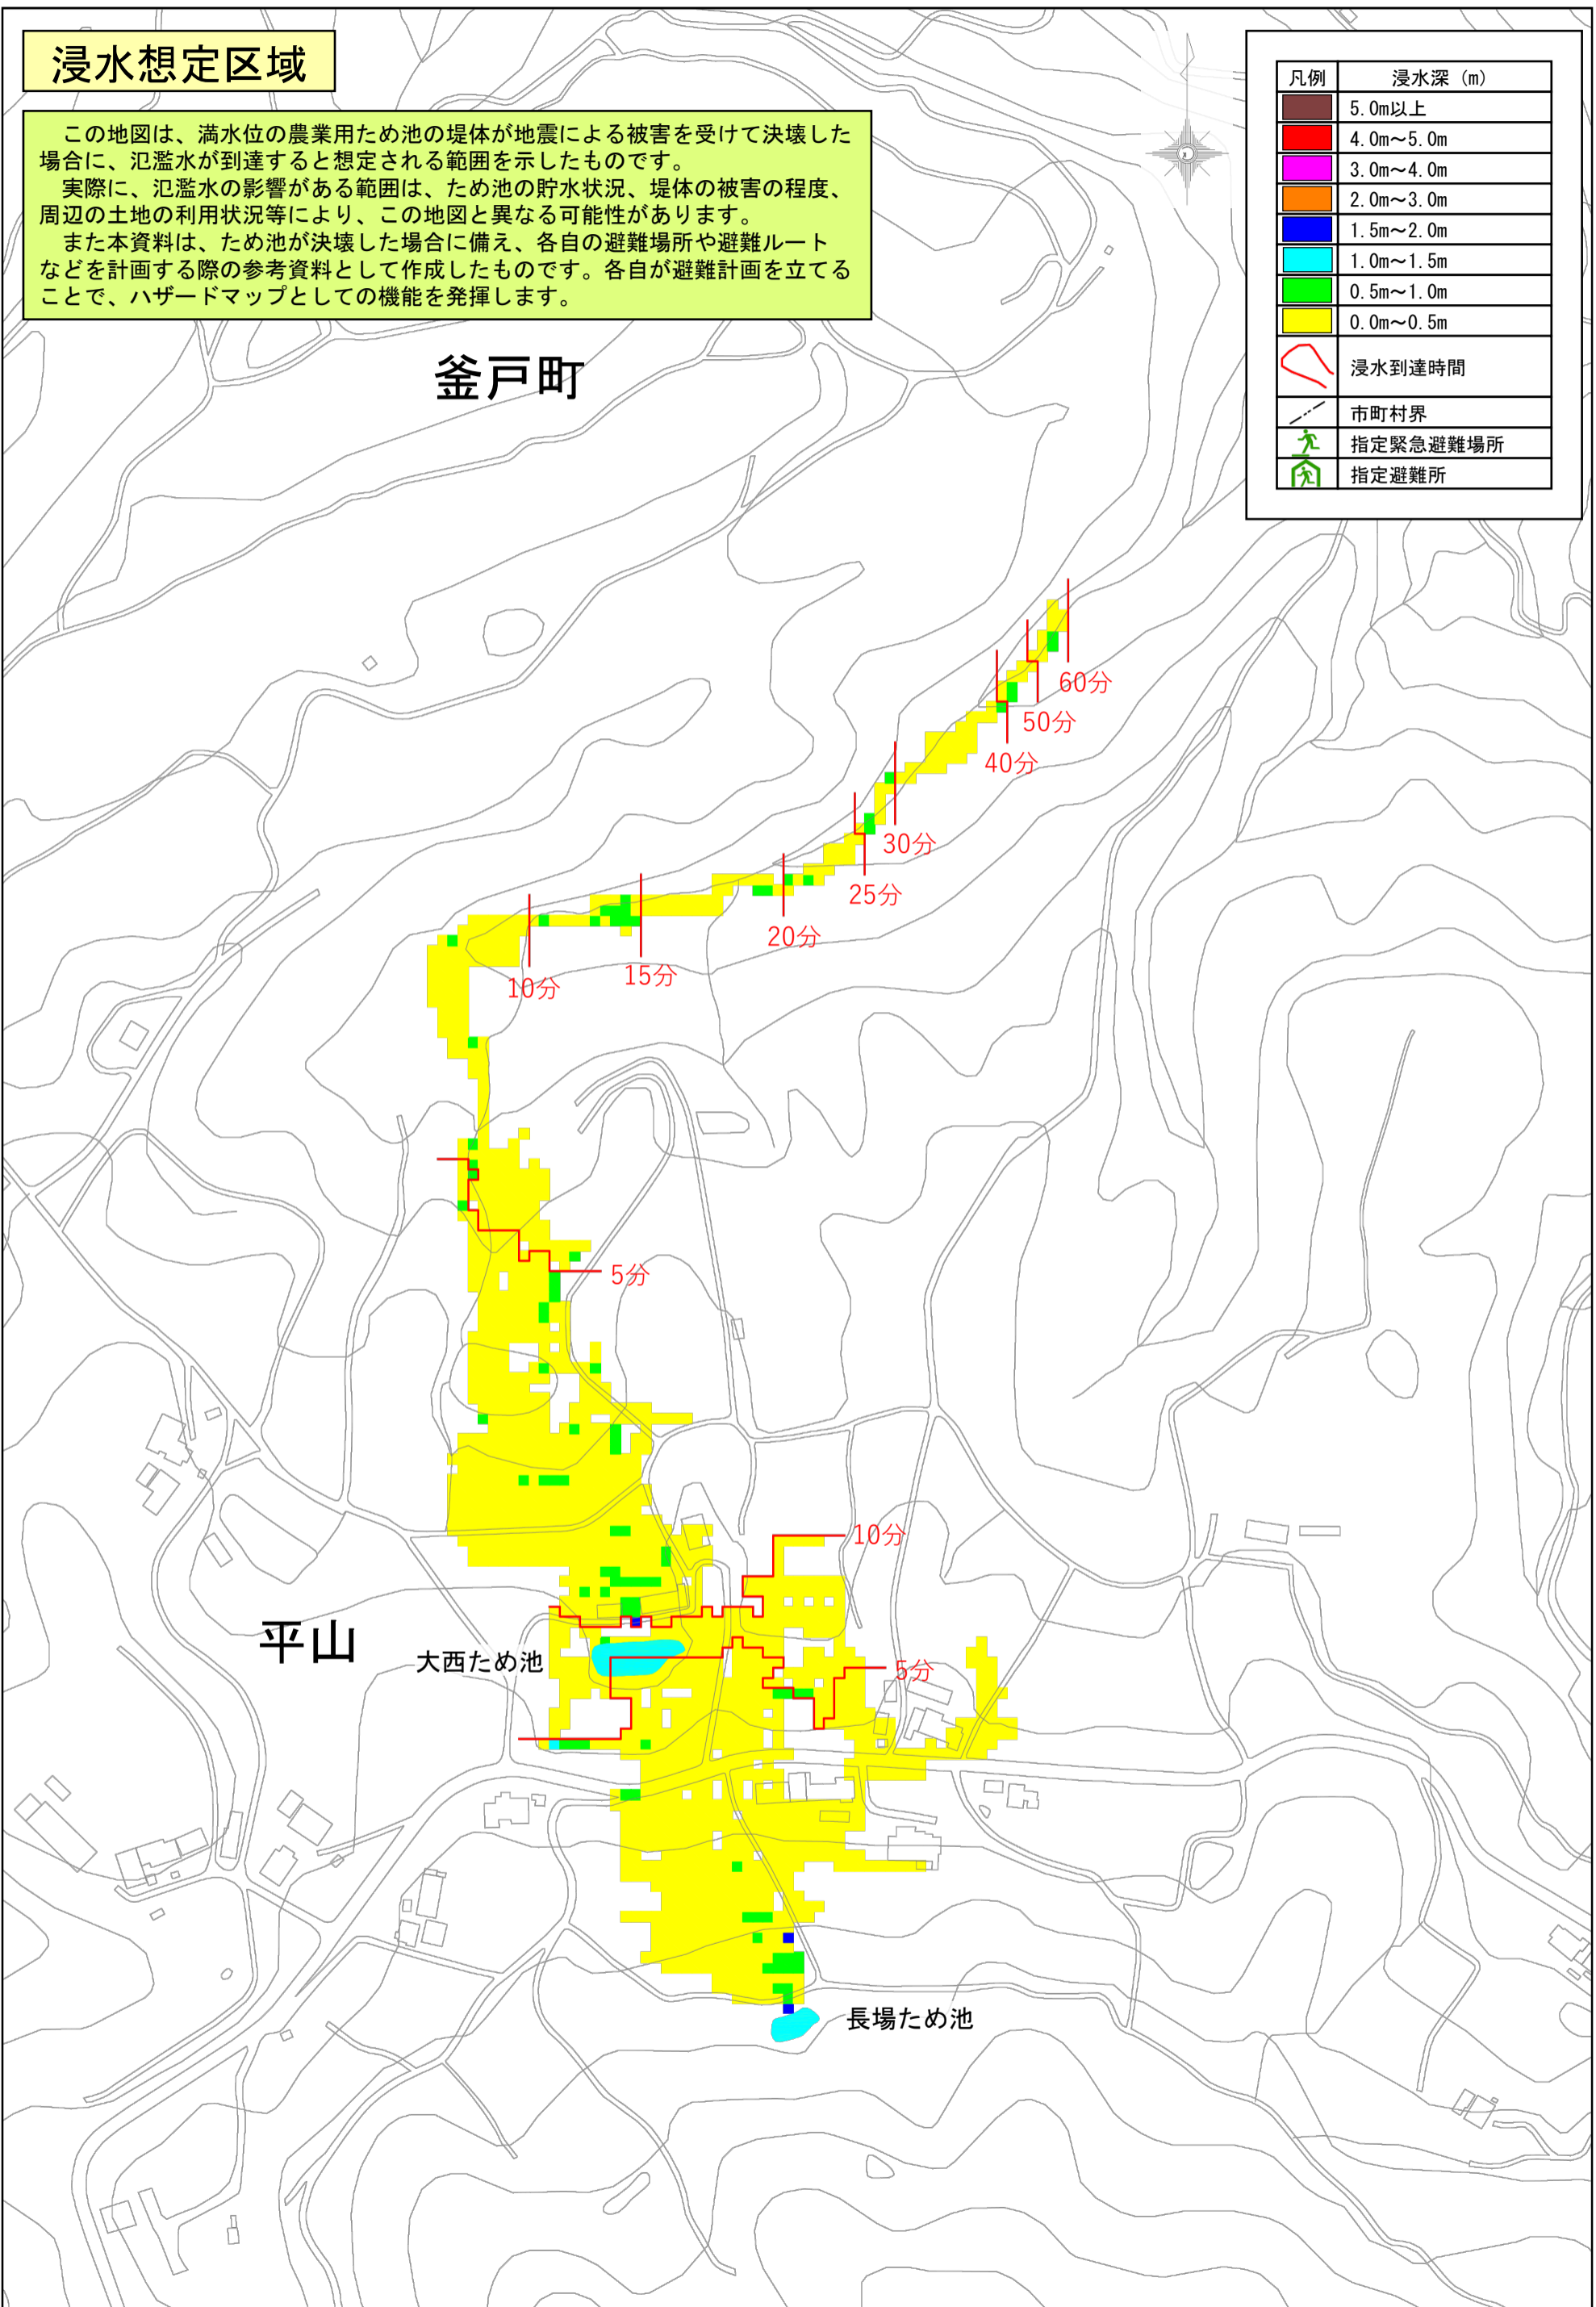 浸水想定区域
この地図は、満水位の農業用ため池の堤体が地震による被害を受けて決壊した
場合に、氾濫水が到達すると想定される範囲を示したものです。
実際に、氾濫水の影響がある範囲は、ため池の貯水状況、堤体の被害の程度、
周辺の土地の利用状況等により、この地図と異なる可能性があります。
また本資料は、ため池が決壊した場合に備え、各自の避難場所や避難ルート
などを計画する際の参考資料として作成したものです。各自が避難計画を立てる
ことで、ハザードマップとしての機能を発揮します。
凡例 浸水深（m）
5.0m以上
4.0m～5.0m
3.0m～4.0m
2.0m～3.0m
1.5m～2.0m
1.0m～1.5m
0.5m～1.0m
0.0m～0.5m
浸水到達時間
市町村界
指定緊急避難場所
指定避難所
釜戸町
60分
50分
40分
30分
25分
20分
15分
10分
5分
10分
平山
大西ため池
5分
長場ため池